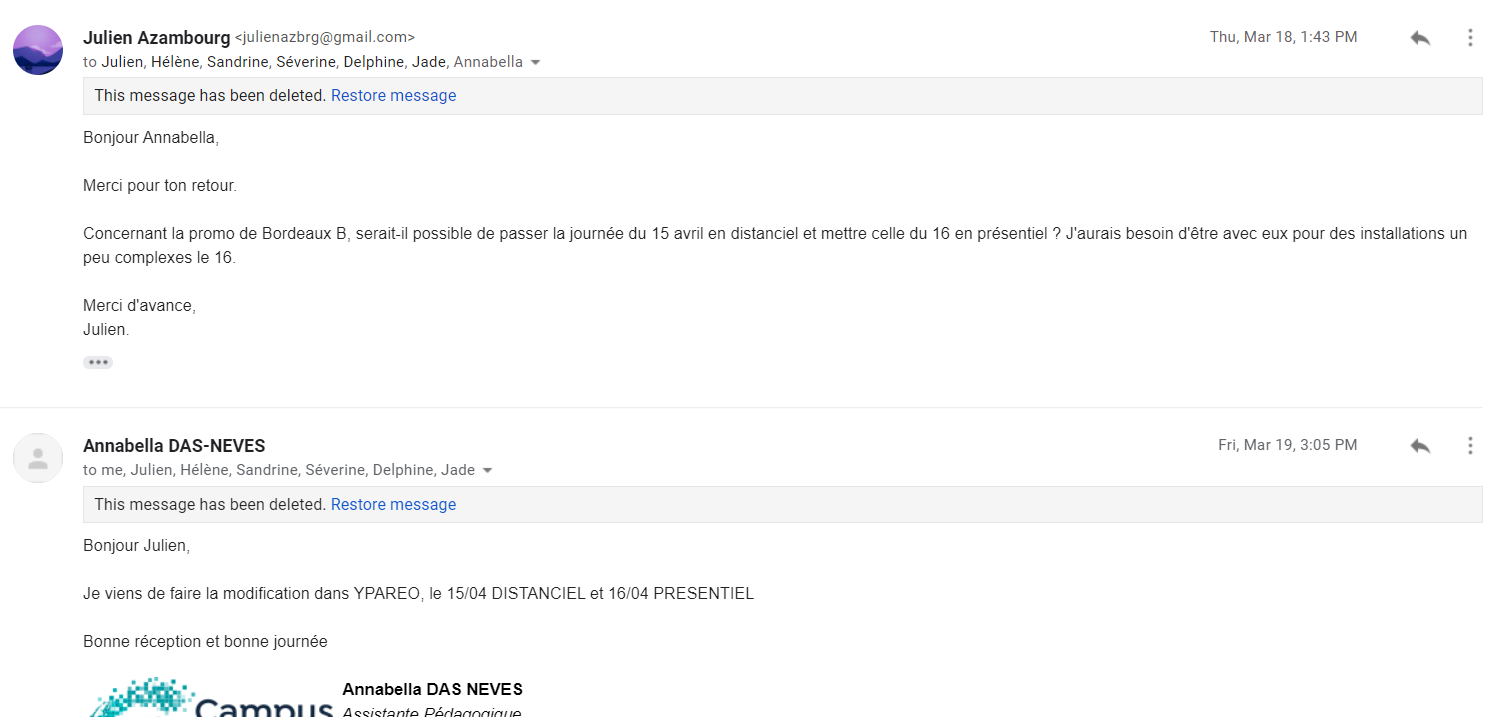 Julien Azambourg <julienazbrg@gmail.com> Thu, Mar 18, 1:43 PM
to Julien, Hélène, Sandrine, Séverine, Delphine, Jade, Annabella
This message has been deleted. Restore message
Bonjour Annabella,
Merci pour ton retour.
Concernant la promo de Bordeaux B, serait-il possible de passer la journée du 15 avril en distanciel et mettre celle du 16 en présentiel ? J'aurais besoin d'être avec eux pour des installations un
peu complexes le 16.
Merci d'avance,
Julien.
Annabella DAS-NEVES Fri, Mar 19, 3:05 PM
to me, Julien, Hélène, Sandrine, Séverine, Delphine, Jade
This message has been deleted. Restore message
Bonjour Julien,
Je viens de faire la modification dans YPAREO, le 15/04 DISTANCIEL et 16/04 PRESENTIEL
Bonne réception et bonne journée
Annabella DAS NEVES
Campus Assistante Pédagogique